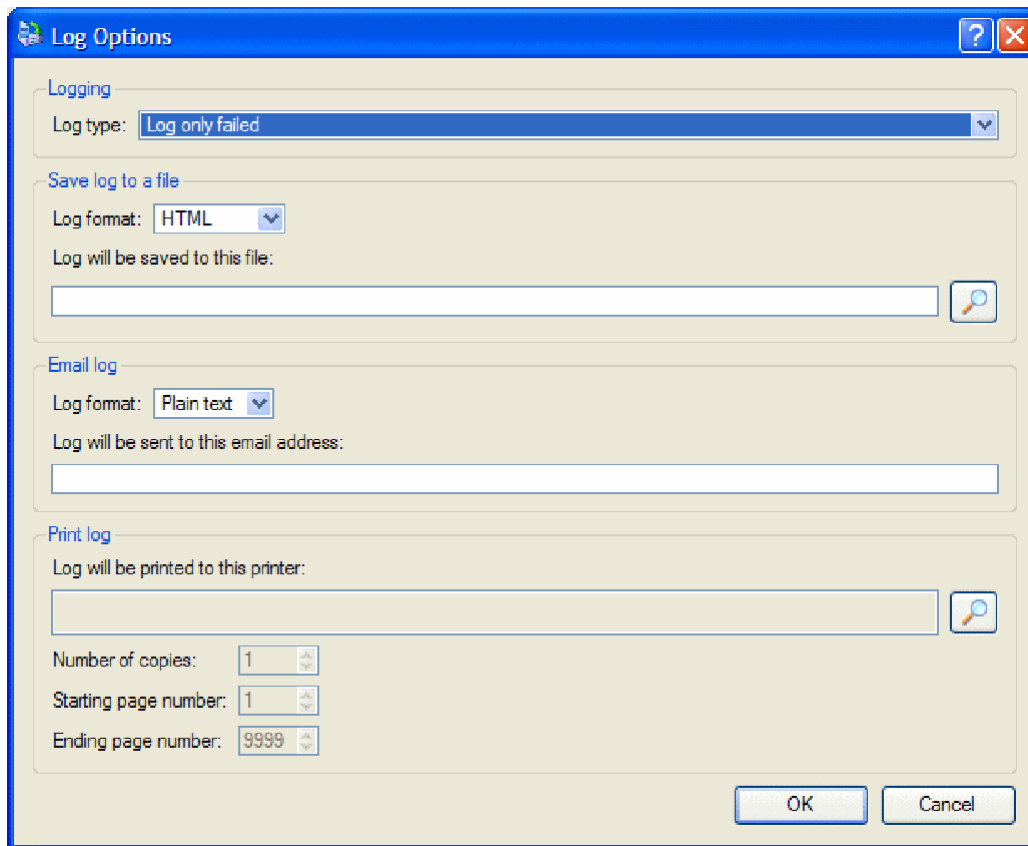 Log Options
Logging
Log type: Log only failed
Save log to a file
Log format: HTML
Log will be saved to this file:
Email log
Log format: Plain text
Log will be sent to this email address:
Print log
Log will be printed to this printer:
Number of copies: 1
Starting page number: 1
Ending page number: 9999
OK Cancel